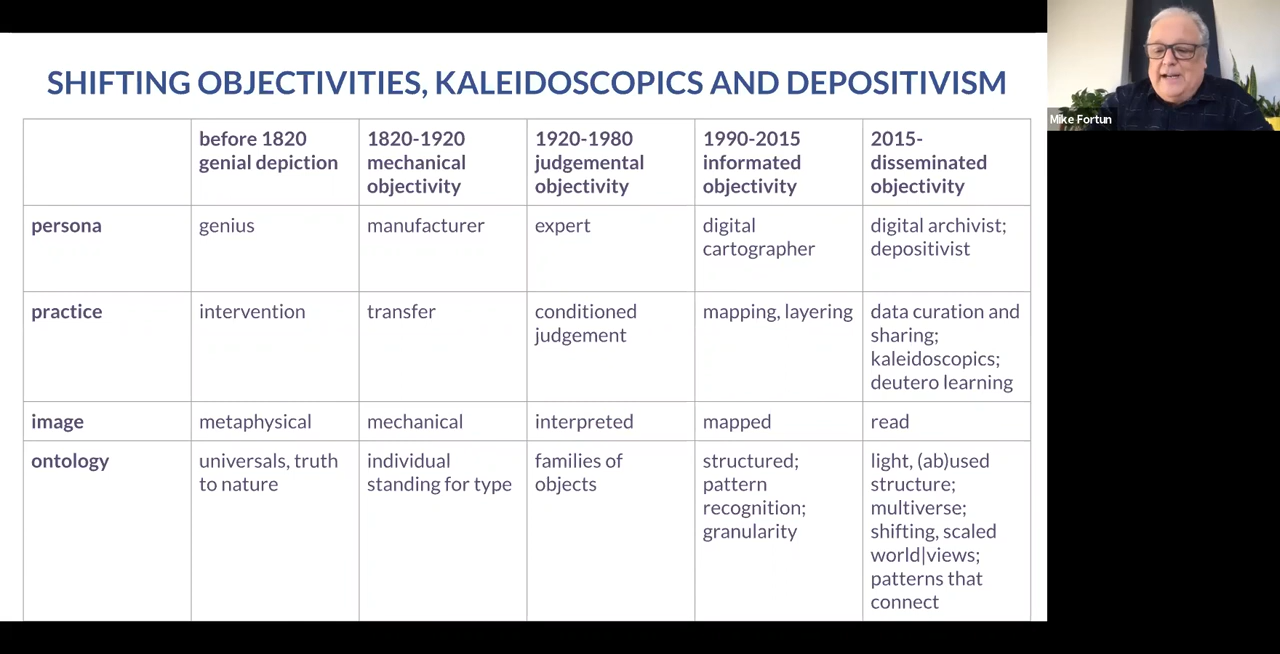 SHIFTING OBJECTIVITIES, KALEIDOSCOPICS AND DEPOSITIVISM
Mike Fortun
before 1820
genial depiction
1820-1920
mechanical
objectivity
1920-1980
judgemental
objectivity
1990-2015
informated
objectivity
2015-
disseminated
objectivity
persona
genius
manufacturer
expert
digital
cartographer
digital archivist;
depositivist
practice
intervention
transfer
conditioned
judgement
mapping, layering
data curation and
sharing;
kaleidoscopics;
deutero learning
image
metaphysical
mechanical
interpreted
mapped
read
ontology
universals, truth
to nature
individual
standing for type
families of
objects
structured;
pattern
recognition;
granularity
light, (ab)used
structure;
multiverse;
shifting, scaled
world|views;
patterns that
connect